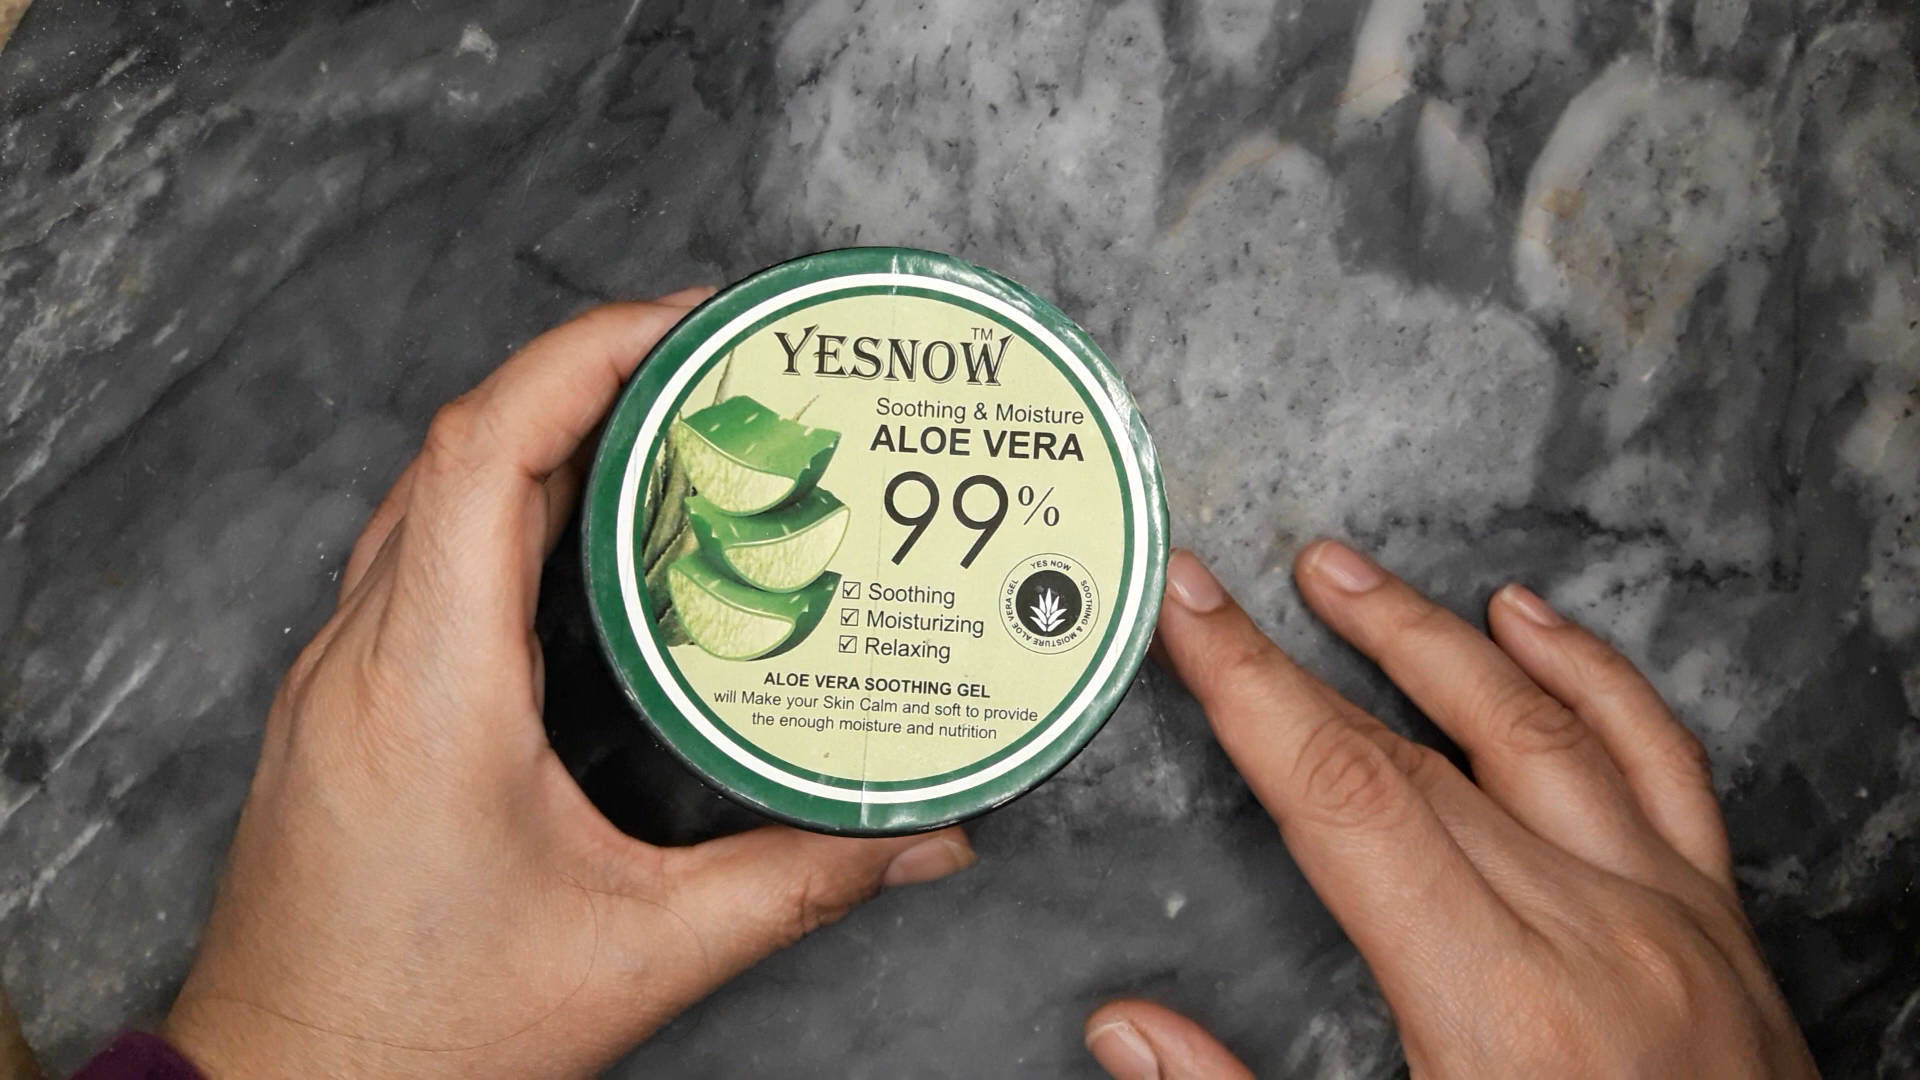 YESNOW™
Soothing & Moisture
ALOE VERA
99%
☑ Soothing
☑ Moisturizing
☑ Relaxing
YES NOW SOOTHING & MOISTURE ALOE VERA GEL
ALOE VERA SOOTHING GEL
will Make your Skin Calm and soft to provide
the enough moisture and nutrition